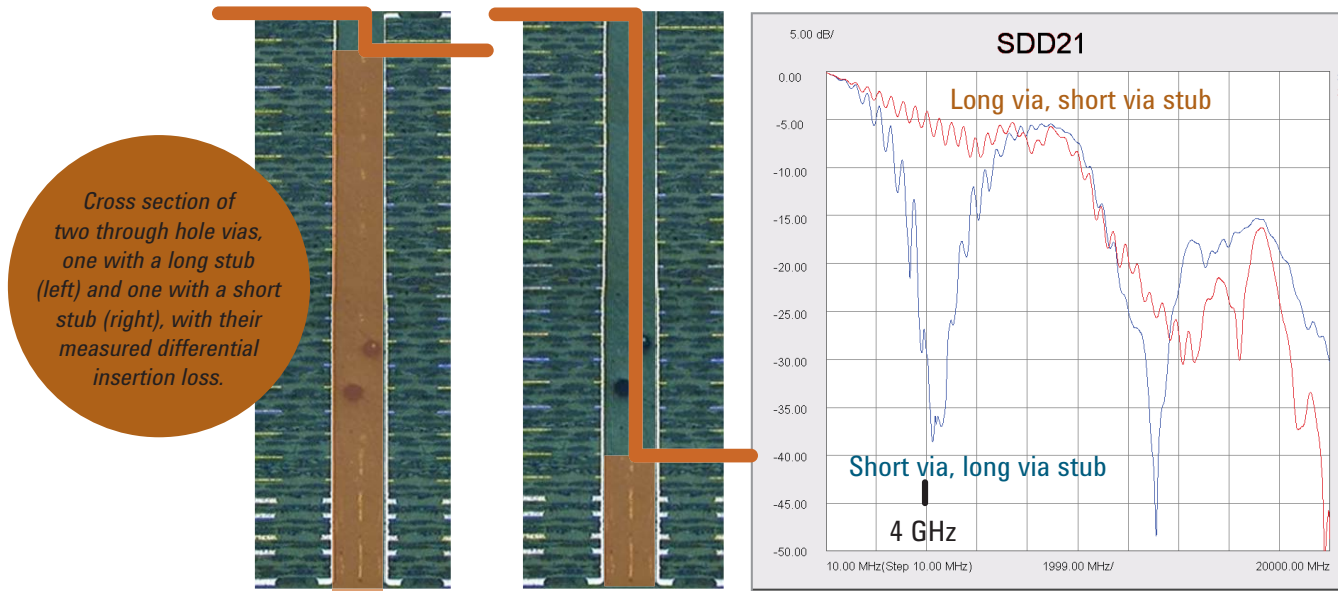 Cross section of
two through hole vias,
one with a long stub
(left) and one with a short
stub (right), with their
measured differential
insertion loss.
5.00 dB/
SDD21
0.00
-5.00
-10.00
-15.00
-20.00
-25.00
-30.00
-35.00
-40.00
-45.00
-50.00
Long via, short via stub
Short via, long via stub
4 GHz
10.00 MHz(Step 10.00 MHz)
1999.00 MHz/
20000.00 MHz